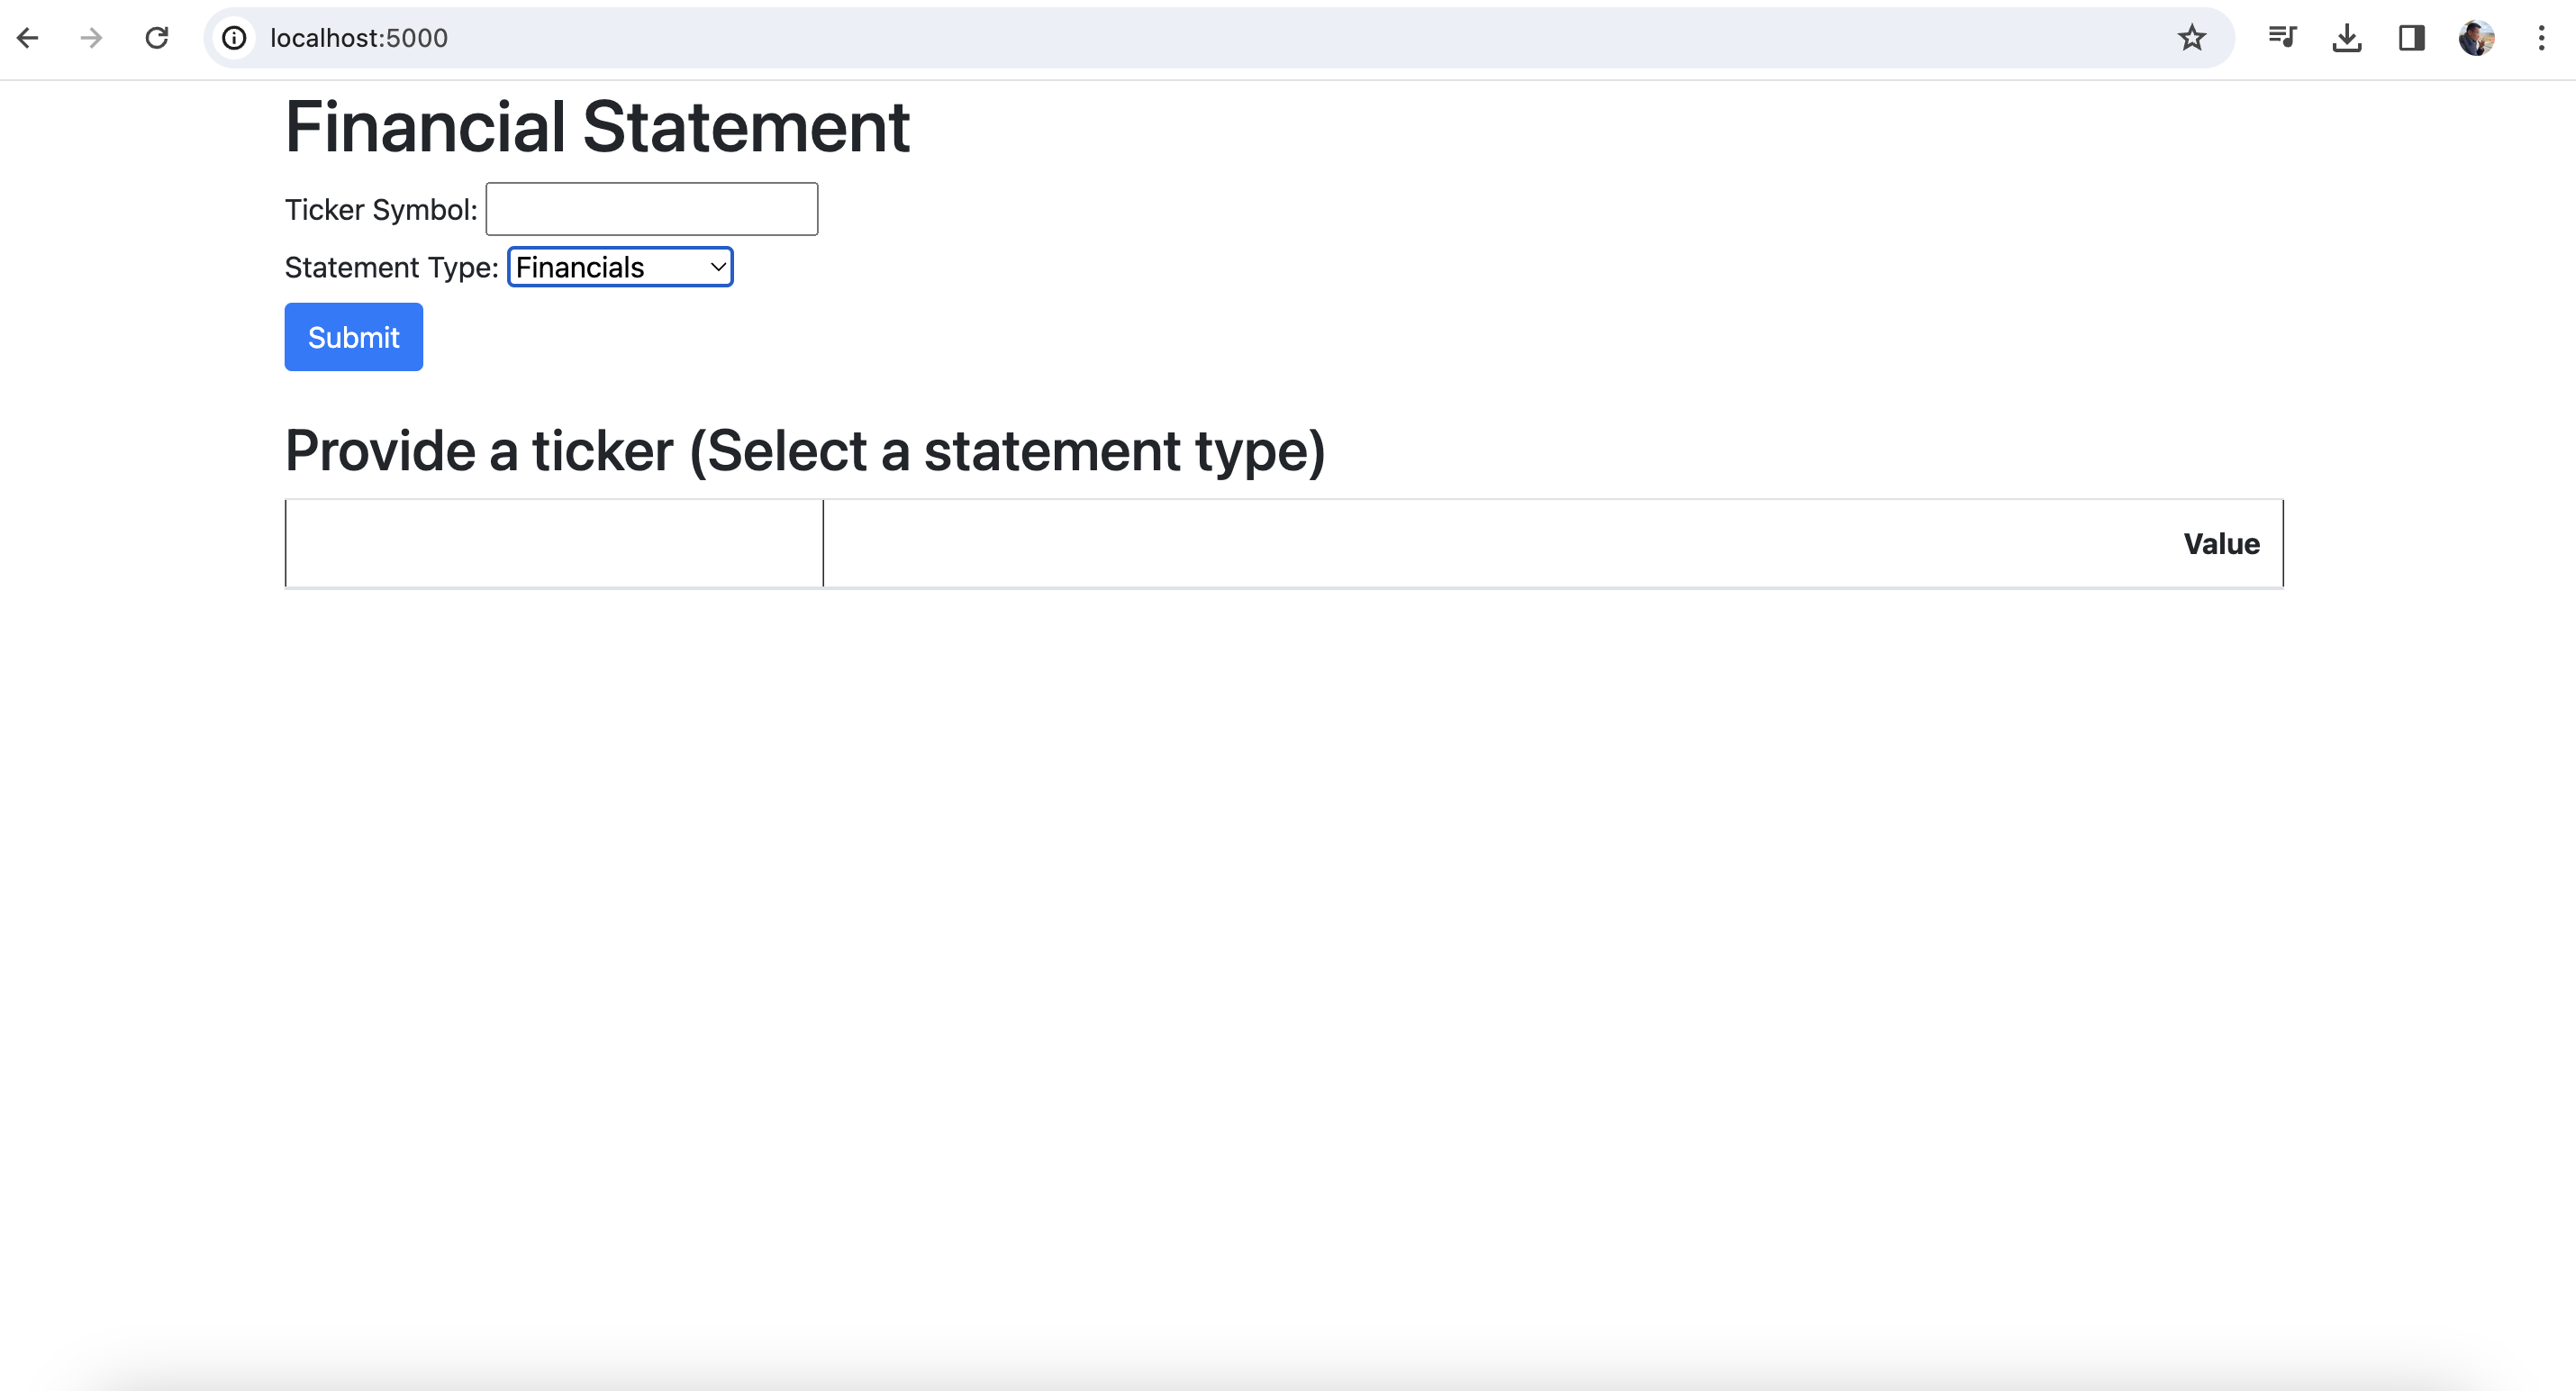 localhost:5000
Financial Statement
Ticker Symbol:
Statement Type: Financials
Submit
Provide a ticker (Select a statement type)
Value